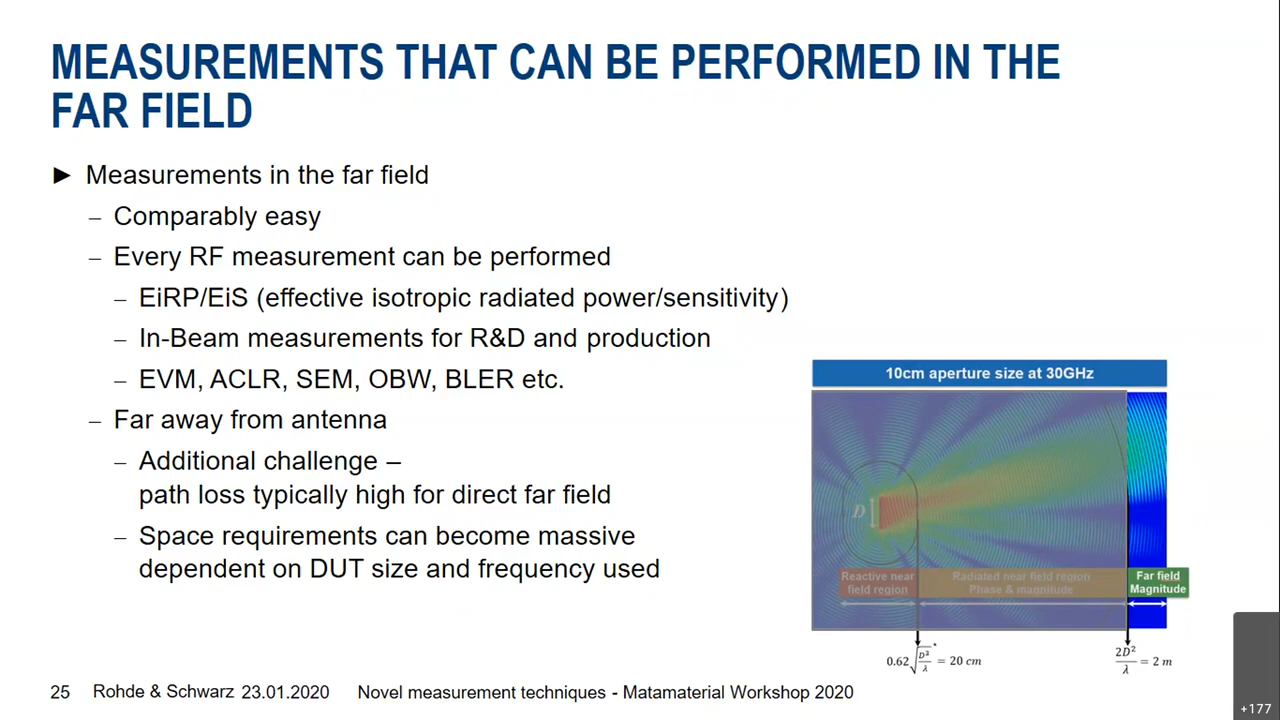 MEASUREMENTS THAT CAN BE PERFORMED IN THE
FAR FIELD
► Measurements in the far field
– Comparably easy
– Every RF measurement can be performed
– EiRP/EiS (effective isotropic radiated power/sensitivity)
– In-Beam measurements for R&D and production
– EVM, ACLR, SEM, OBW, BLER etc.
– Far away from antenna
– Additional challenge –
path loss typically high for direct far field
– Space requirements can become massive
dependent on DUT size and frequency used
10cm aperture size at 30GHz
D
Reactive near
field region
Radiated near field region
Phase & magnitude
Far field
Magnitude
0.62√(D³/λ)* = 20 cm
2D²/λ = 2 m
25 Rohde & Schwarz 23.01.2020 Novel measurement techniques - Matamaterial Workshop 2020
+177